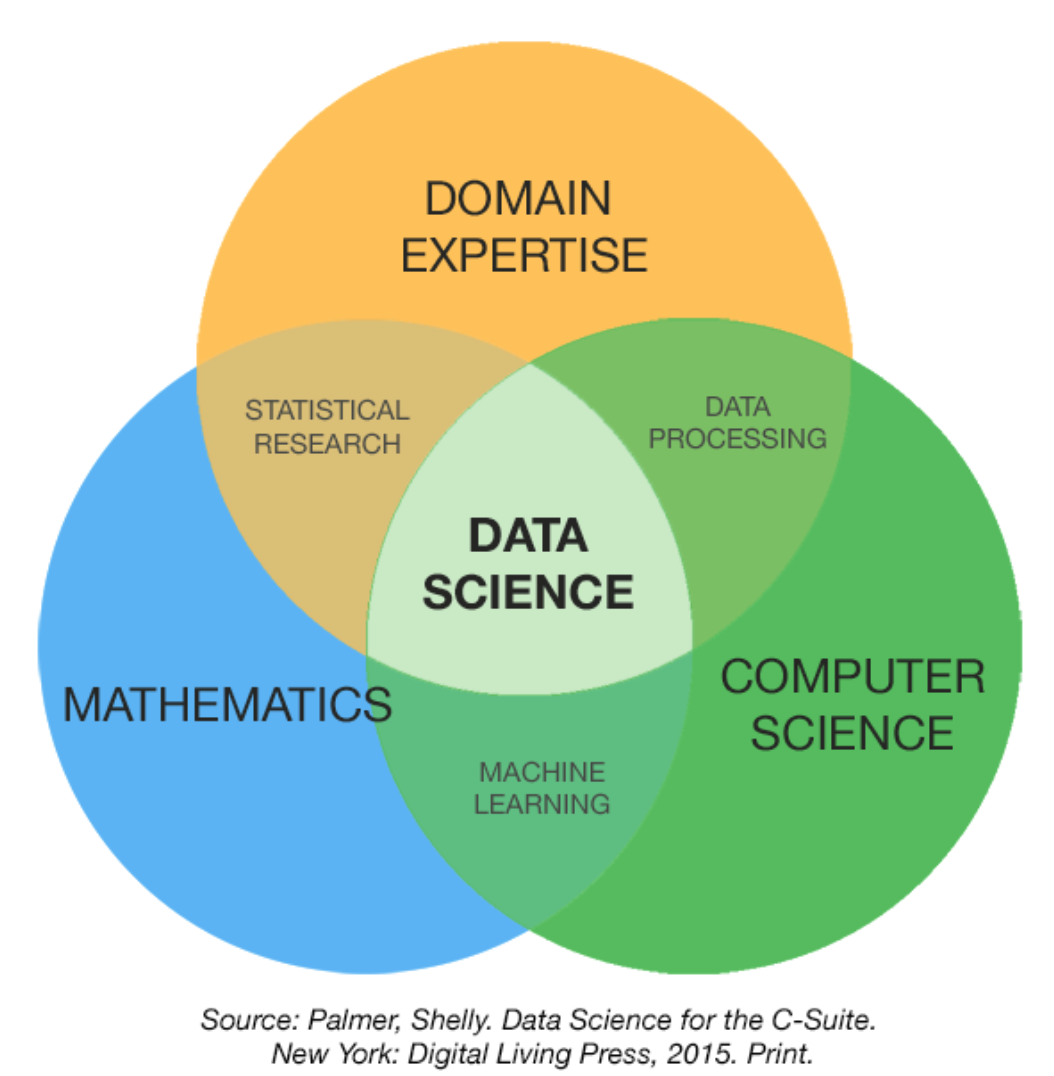 DOMAIN
EXPERTISE
STATISTICAL
RESEARCH
DATA
PROCESSING
DATA
SCIENCE
MATHEMATICS
COMPUTER
SCIENCE
MACHINE
LEARNING
Source: Palmer, Shelly. Data Science for the C-Suite.
New York: Digital Living Press, 2015. Print.